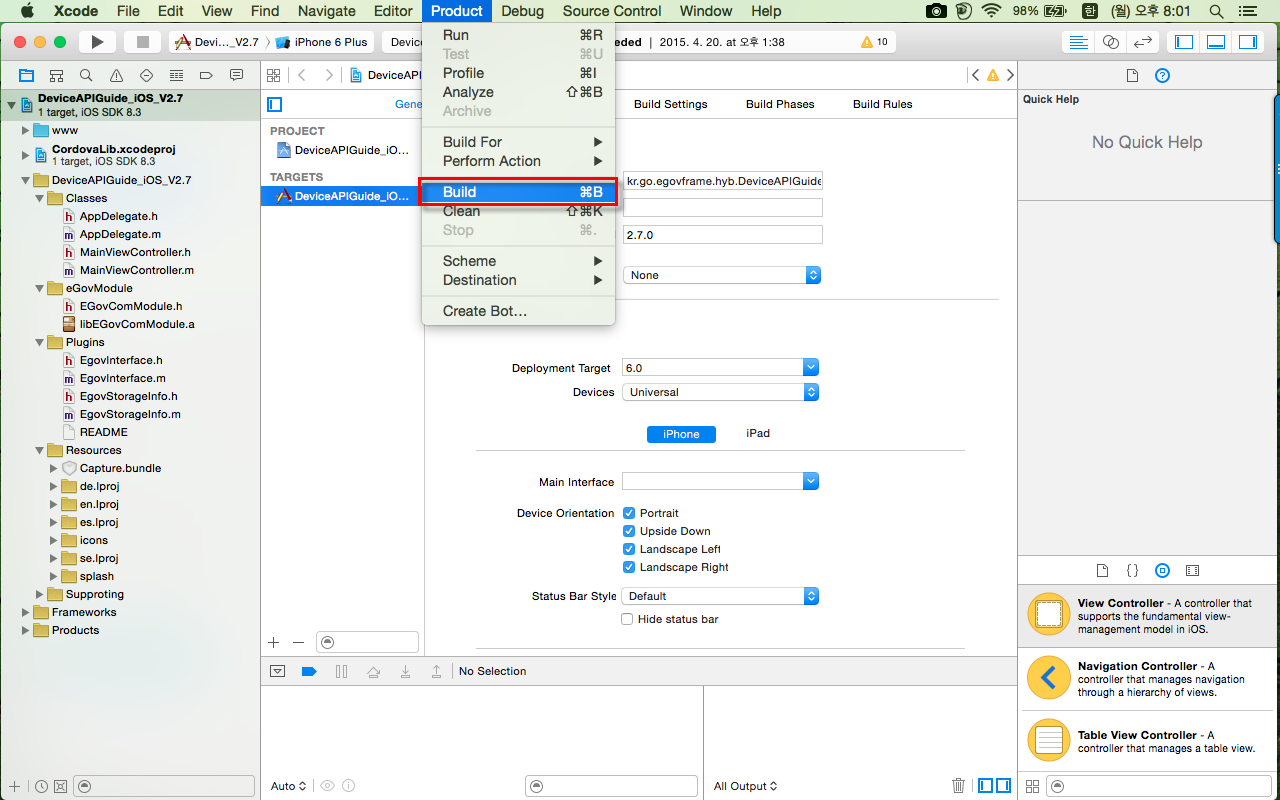 Xcode File Edit View Find Navigate Editor Product Debug Source Control Window Help 98% 한 (월) 오후 8:01
Devi..._V2.7 iPhone 6 Plus Device eded | 2015. 4. 20. at 오후 1:38 10
DeviceAPI
DeviceAPIGuide_iOS_V2.7
1 target, iOS SDK 8.3
www
CordovaLib.xcodeproj
1 target, iOS SDK 8.3
DeviceAPIGuide_iOS_V2.7
Classes
AppDelegate.h
AppDelegate.m
MainViewController.h
MainViewController.m
eGovModule
EGovComModule.h
libEGovComModule.a
Plugins
EgovInterface.h
EgovInterface.m
EgovStorageInfo.h
EgovStorageInfo.m
README
Resources
Capture.bundle
de.lproj
en.lproj
es.lproj
icons
se.lproj
splash
Supproting
Frameworks
Products
Gene
Build Settings Build Phases Build Rules
PROJECT
DeviceAPIGuide_iO...
TARGETS
DeviceAPIGuide_iO...
Run ⌘R
Test ⌘U
Profile ⌘I
Analyze ⇧⌘B
Archive
Build For
Perform Action
Build ⌘B
Clean ⇧⌘K
Stop ⌘.
Scheme
Destination
Create Bot...
kr.go.egovframe.hyb.DeviceAPIGuide
2.7.0
None
Deployment Target 6.0
Devices Universal
iPhone iPad
Main Interface
Device Orientation Portrait
Upside Down
Landscape Left
Landscape Right
Status Bar Style Default
Hide status bar
No Selection
Auto
All Output
Quick Help
No Quick Help
View Controller - A controller that
supports the fundamental view-
management model in iOS.
Navigation Controller - A
controller that manages navigation
through a hierarchy of views.
Table View Controller - A
controller that manages a table view.